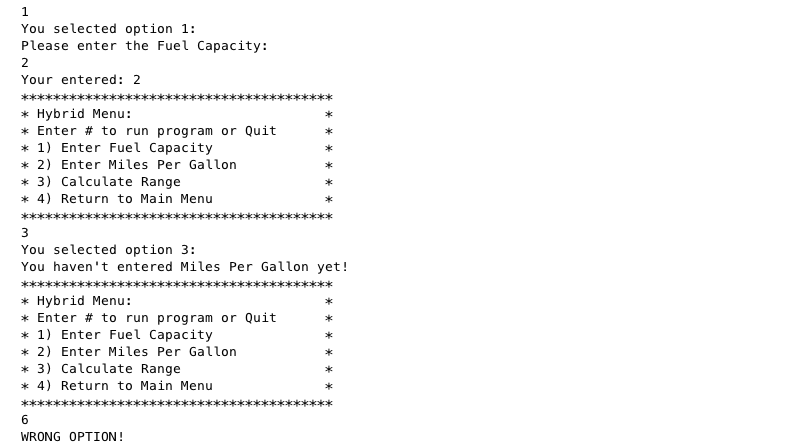 1
You selected option 1:
Please enter the Fuel Capacity:
2
Your entered: 2
***************************************
* Hybrid Menu:                        *
* Enter # to run program or Quit      *
* 1) Enter Fuel Capacity              *
* 2) Enter Miles Per Gallon           *
* 3) Calculate Range                  *
* 4) Return to Main Menu              *
***************************************
3
You selected option 3:
You haven't entered Miles Per Gallon yet!
***************************************
* Hybrid Menu:                        *
* Enter # to run program or Quit      *
* 1) Enter Fuel Capacity              *
* 2) Enter Miles Per Gallon           *
* 3) Calculate Range                  *
* 4) Return to Main Menu              *
***************************************
6
WRONG OPTION!